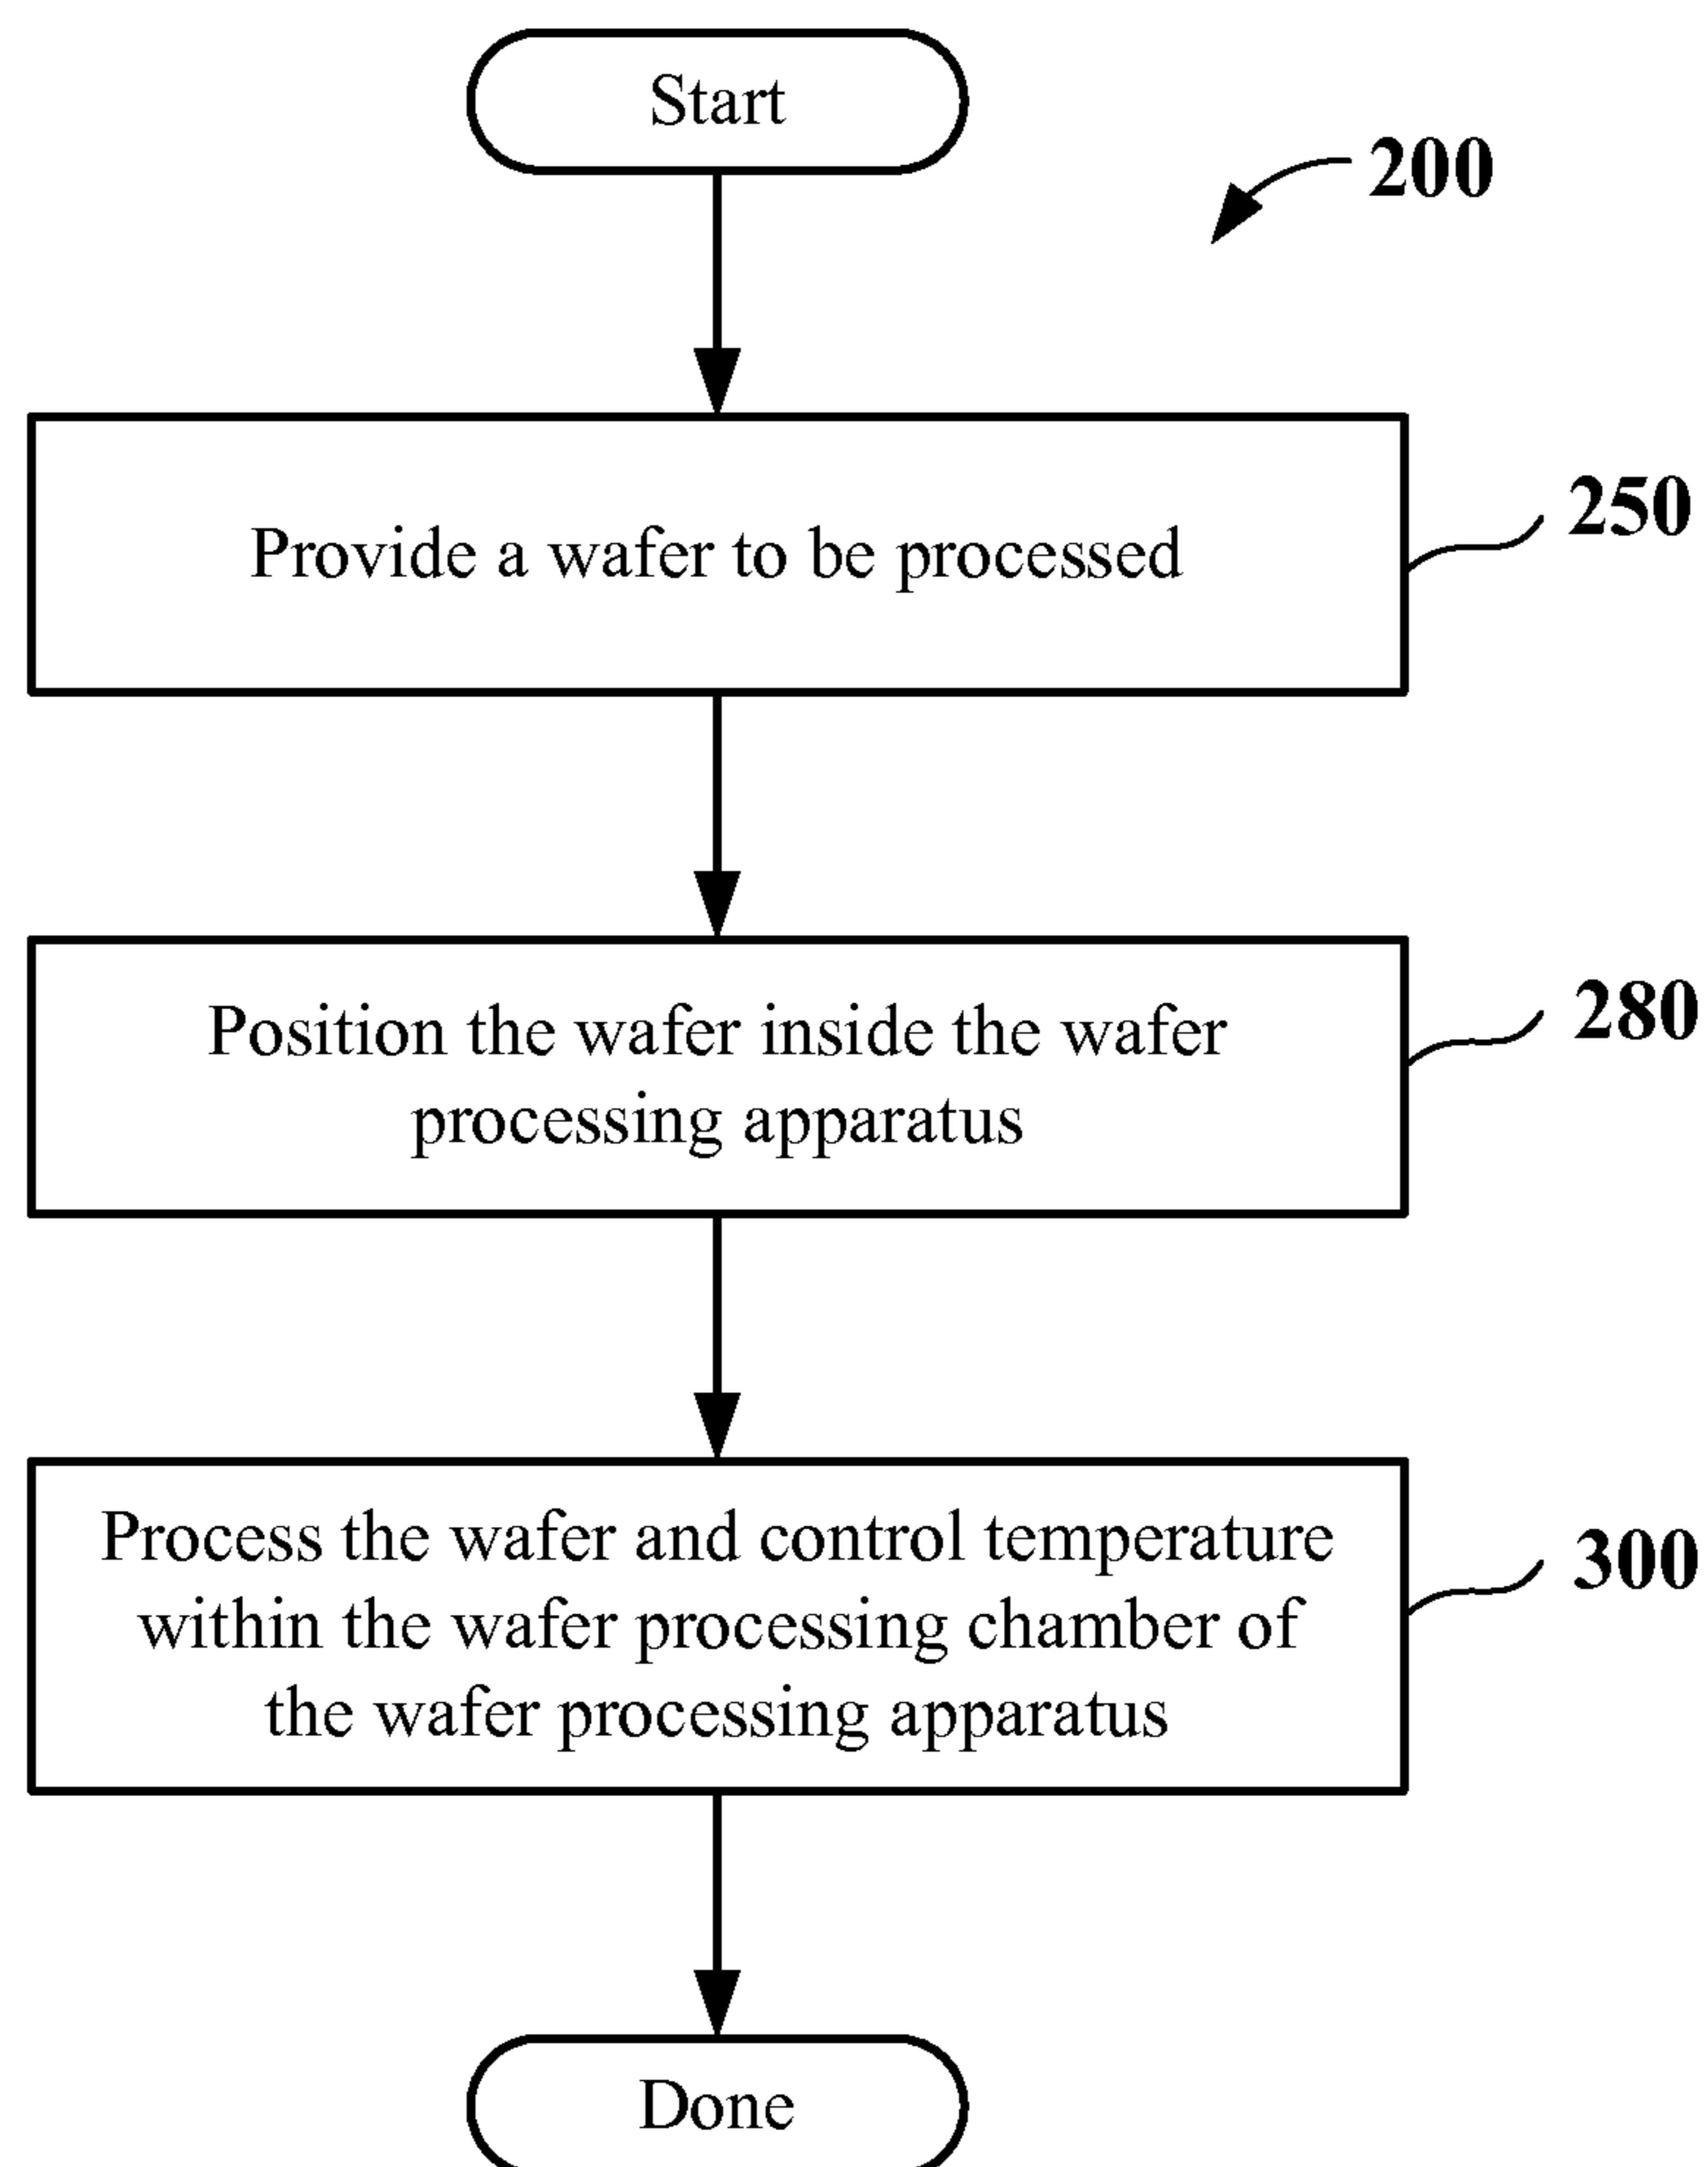 Start
200
Provide a wafer to be processed
250
Position the wafer inside the wafer
processing apparatus
280
Process the wafer and control temperature
within the wafer processing chamber of
the wafer processing apparatus
300
Done